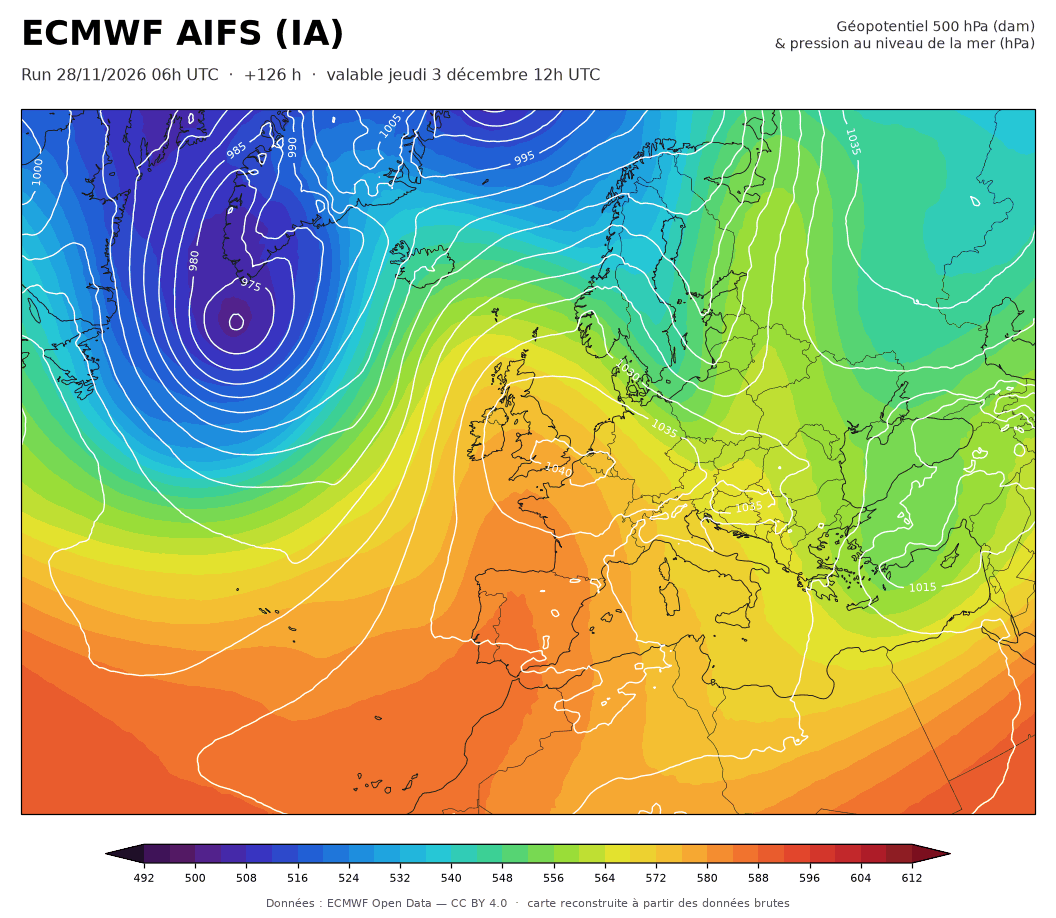 ECMWF AIFS (IA)
Géopotentiel 500 hPa (dam)
& pression au niveau de la mer (hPa)
Run 28/11/2026 06h UTC · +126 h · valable jeudi 3 décembre 12h UTC
1005
985
990
995
1035
1000
980
975
1030
1035
1040
1035
1015
492 500 508 516 524 532 540 548 556 564 572 580 588 596 604 612
Données : ECMWF Open Data — CC BY 4.0 · carte reconstruite à partir des données brutes